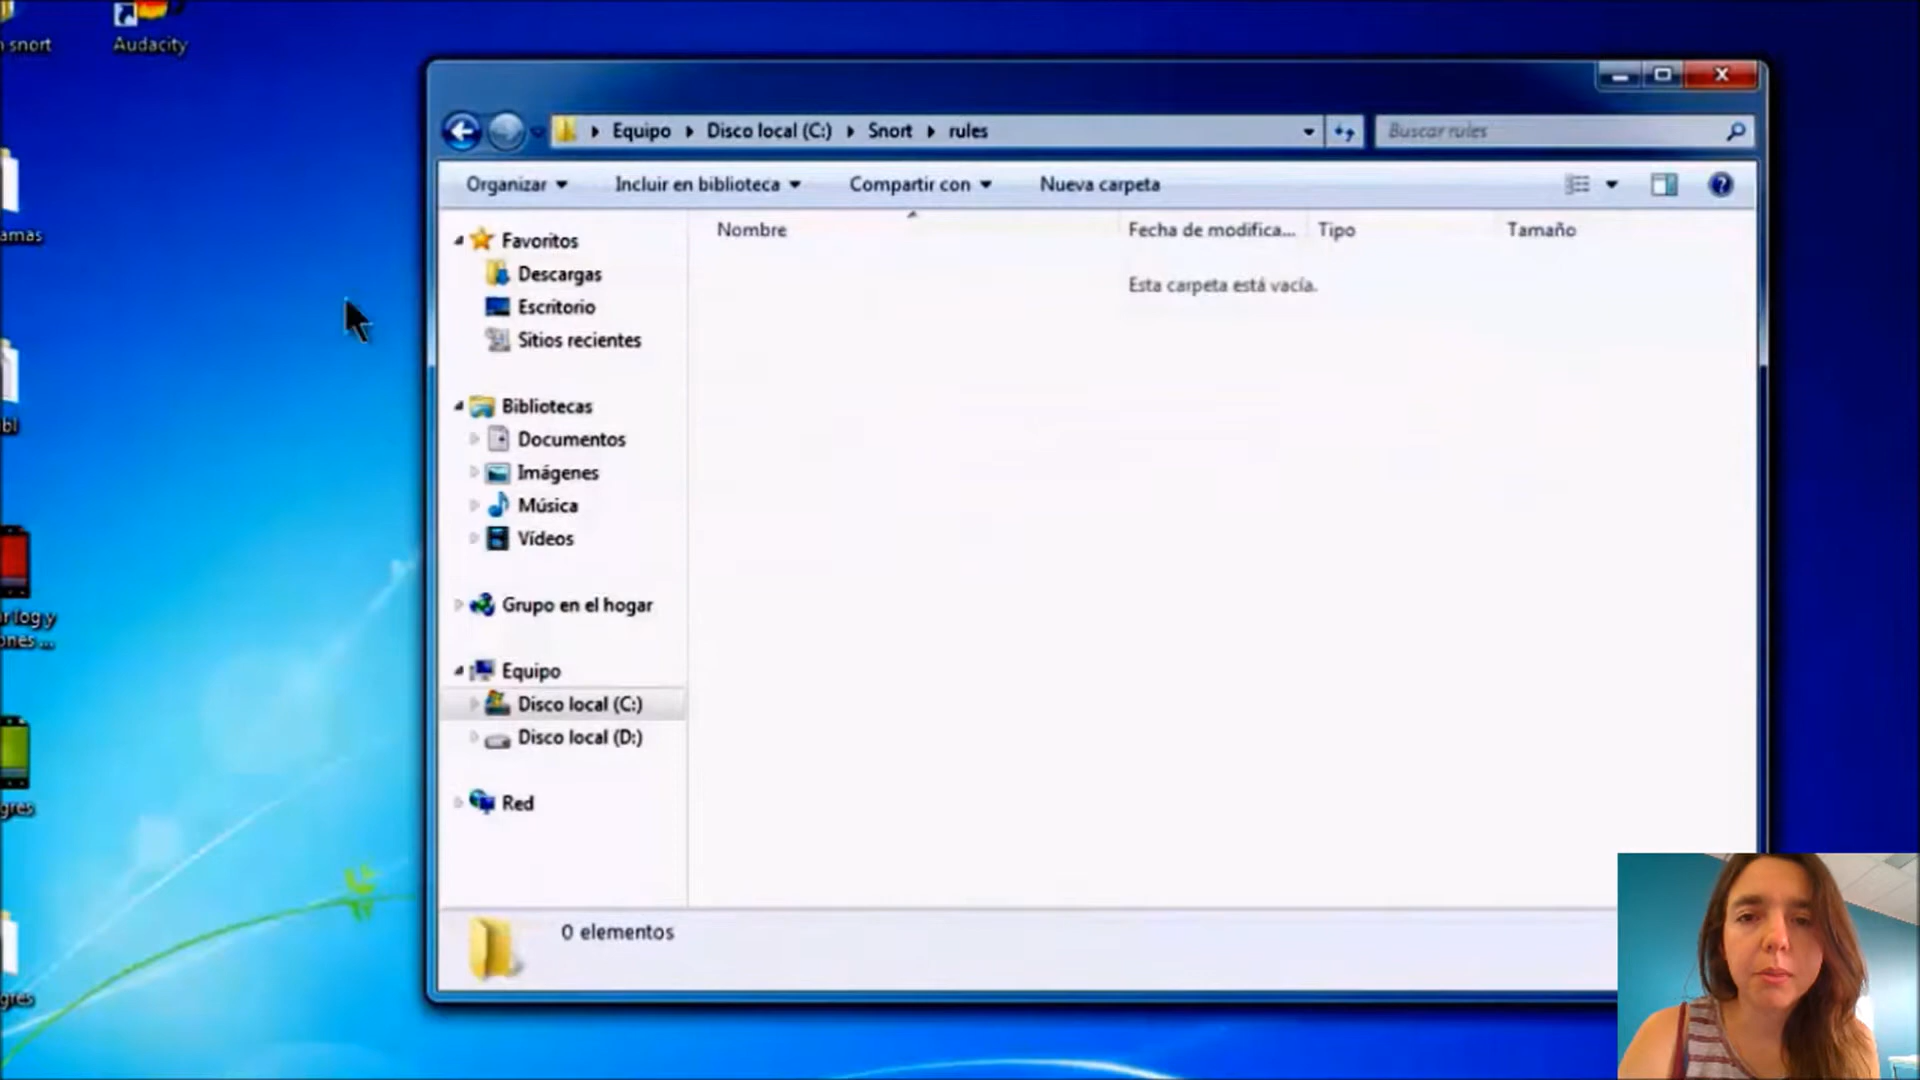 snort
Audacity
Equipo Disco local (C:) Snort rules
Buscar rules
Organizar Incluir en biblioteca Compartir con Nueva carpeta
Nombre Fecha de modifica... Tipo Tamaño
Esta carpeta está vacía.
Favoritos
Descargas
Escritorio
Sitios recientes
Bibliotecas
Documentos
Imágenes
Música
Vídeos
Grupo en el hogar
Equipo
Disco local (C:)
Disco local (D:)
Red
0 elementos
amas
bl
log y
ones ...
gres
gres